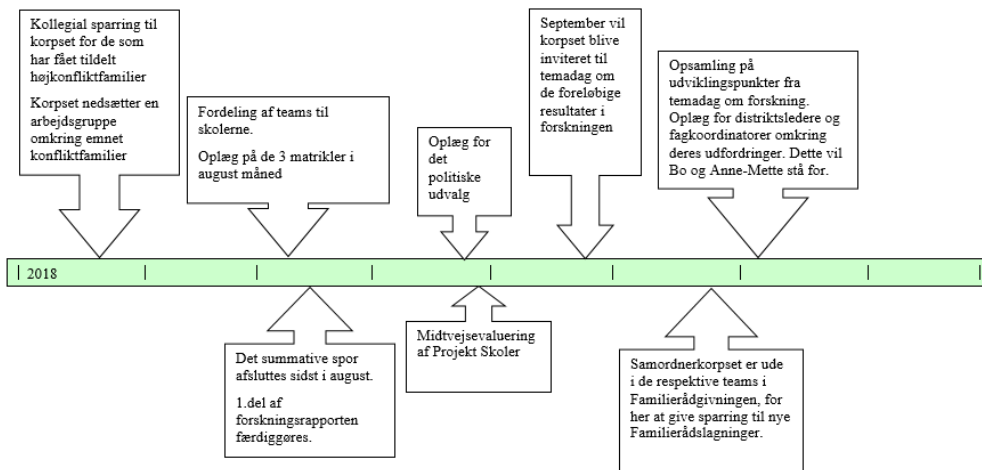 Kollegial sparring til
korpset for de som
har fået tildelt
højkonfliktfamilier
Korpset nedsætter en
arbejdsgruppe
omkring emnet
konfliktfamilier
Fordeling af teams til
skolerne.
Oplæg på de 3 matrikler i
august måned
Oplæg for
det
politiske
udvalg
September vil
korpset blive
inviteret til
temadag om
de foreløbige
resultater i
forskningen
Opsamling på
udviklingspunkter fra
temadag om forskning.
Oplæg for distriktsledere og
fagkoordinatorer omkring
deres udfordringer. Dette vil
Bo og Anne-Mette stå for.
2018
Det summative spor
afsluttes sidst i august.
1.del af
forskningsrapporten
færdiggøres.
Midtvejsevaluering
af Projekt Skoler
Samordnerkorpset er ude
i de respektive teams i
Familierådgivningen, for
her at give sparring til nye
Familierådslagninger.